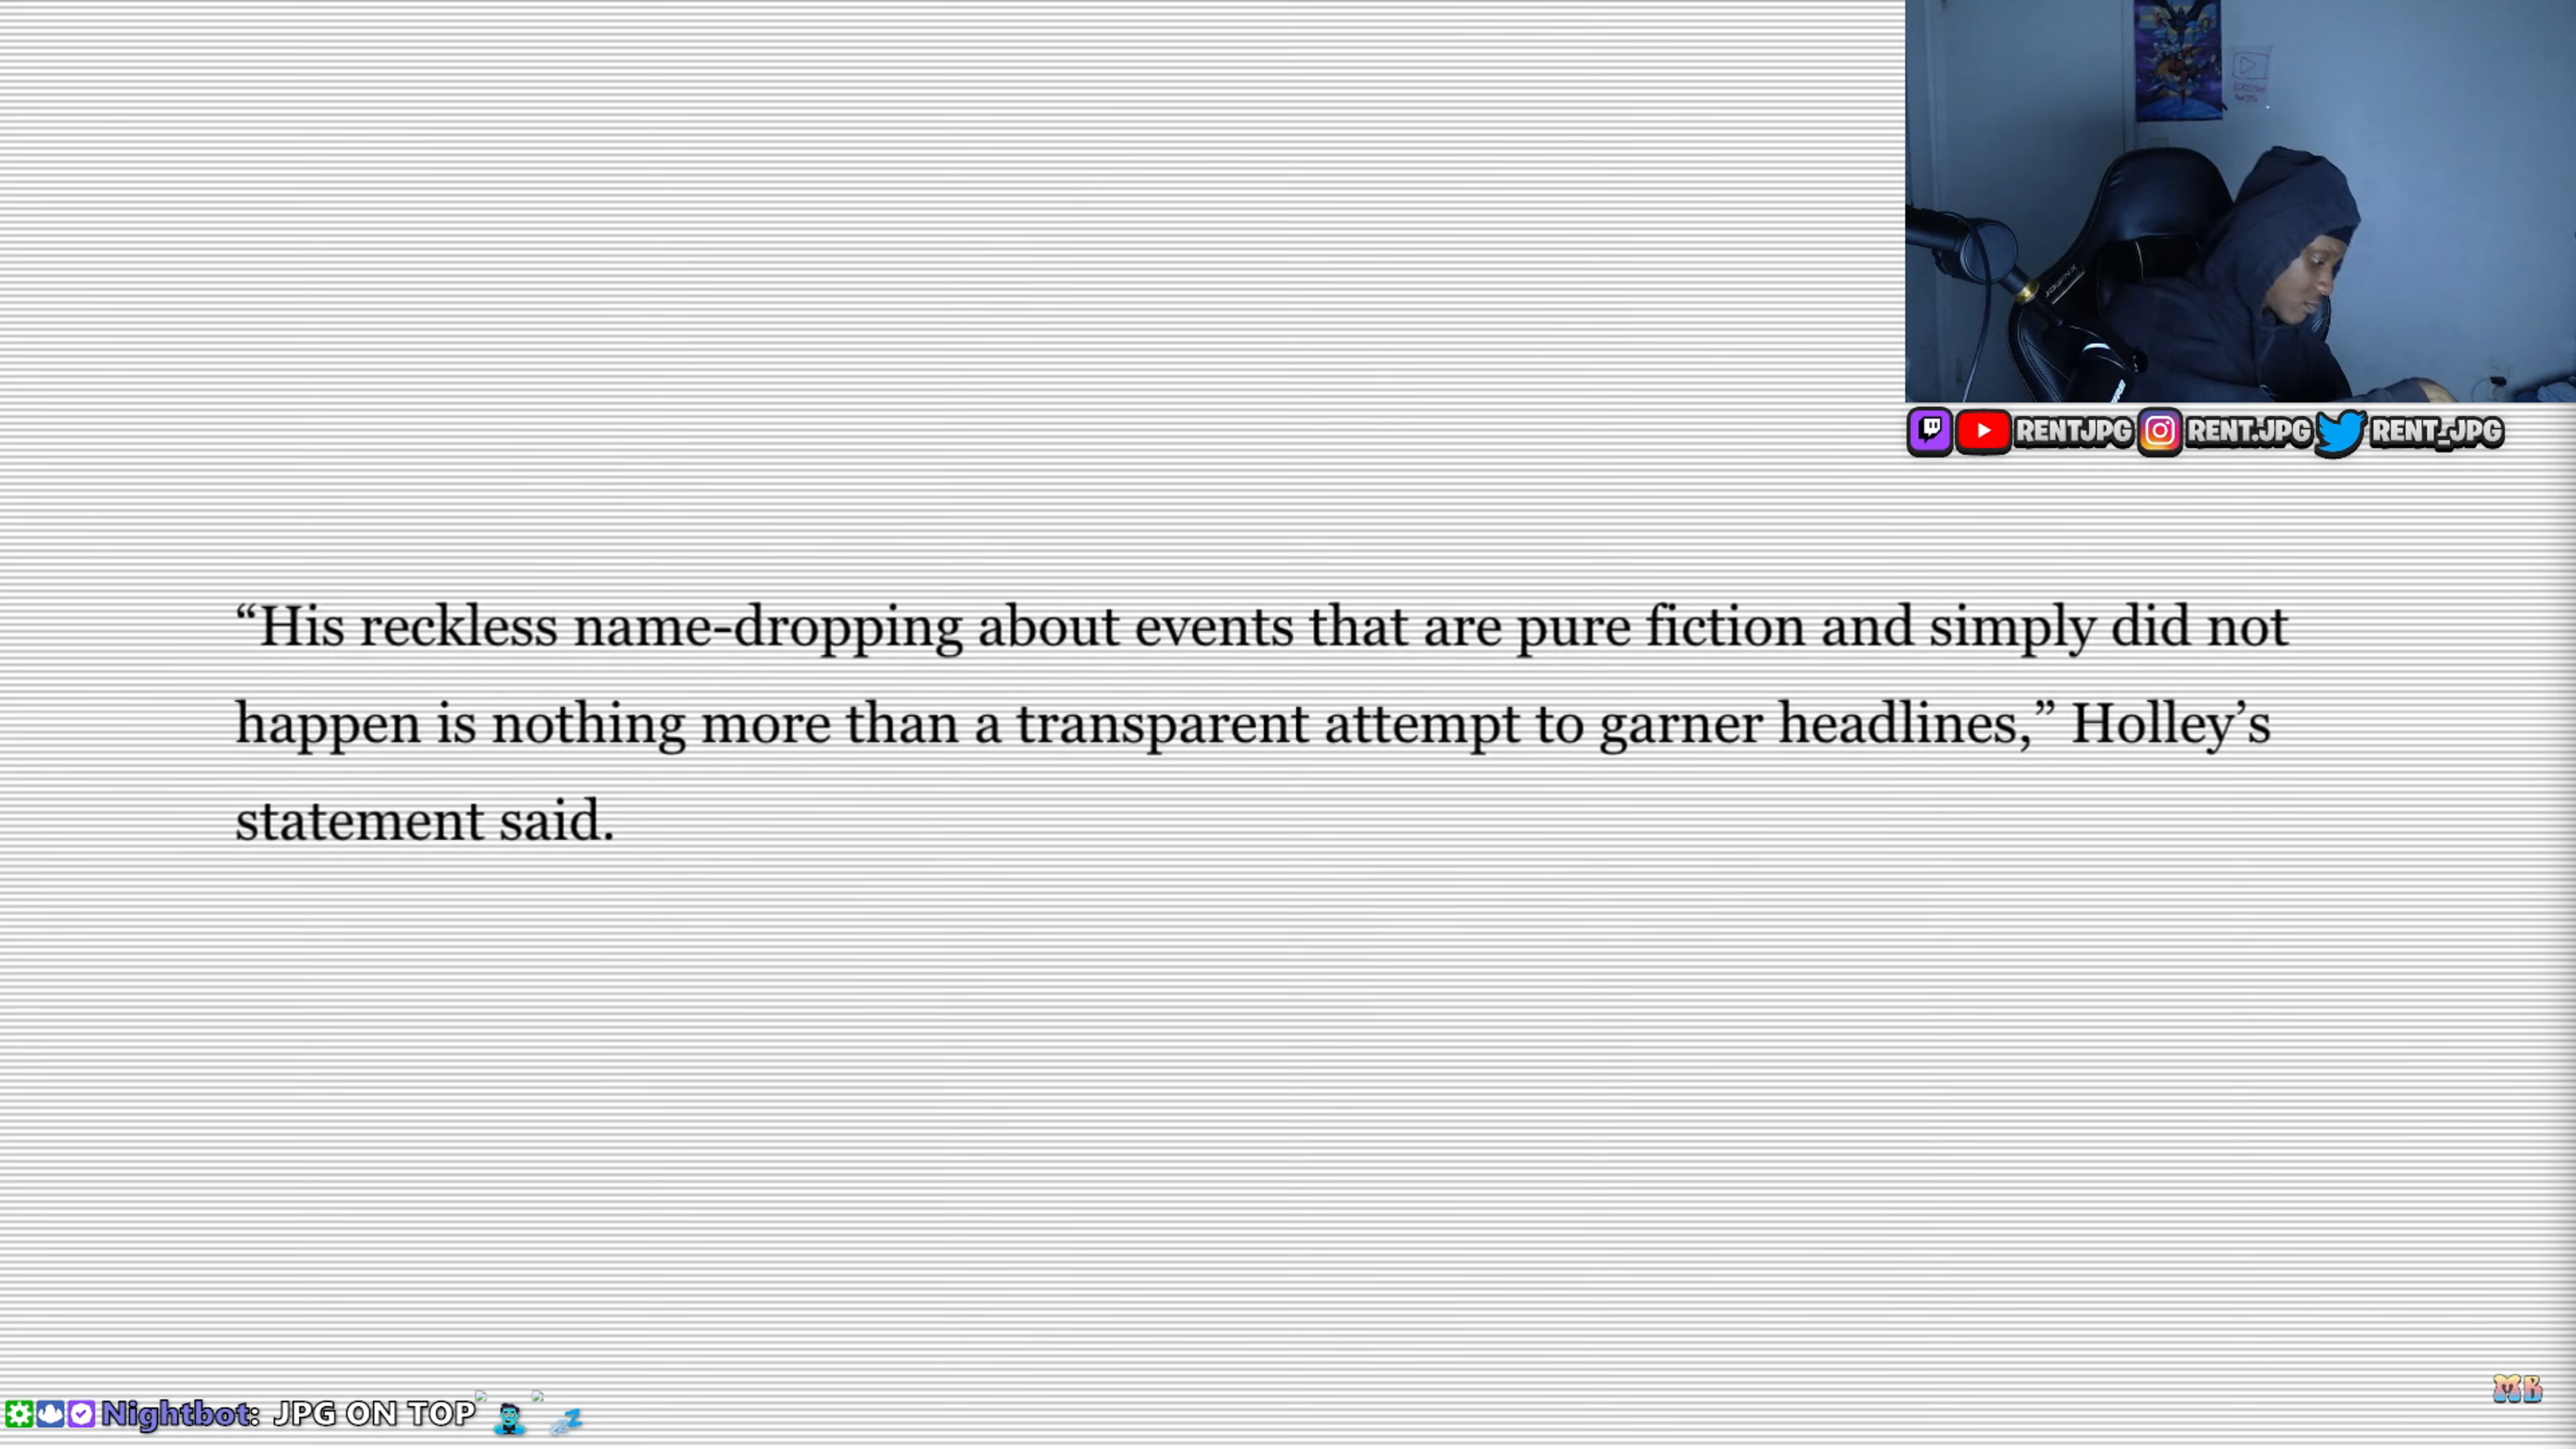 RENTJPG RENT.JPG RENT_JPG
“His reckless name-dropping about events that are pure fiction and simply did not
happen is nothing more than a transparent attempt to garner headlines,” Holley’s
statement said.
MB
Nightbot: JPG ON TOP